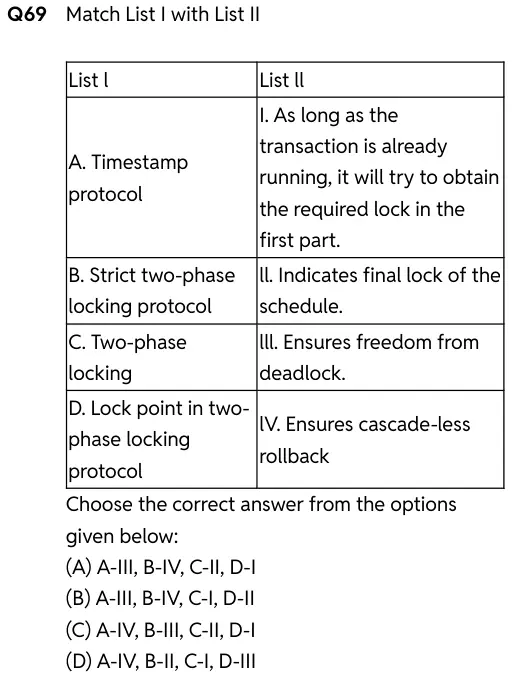 Q69 Match List I with List II
List l
List ll
A. Timestamp
protocol
I. As long as the
transaction is already
running, it will try to obtain
the required lock in the
first part.
B. Strict two-phase
locking protocol
ll. Indicates final lock of the
schedule.
C. Two-phase
locking
lll. Ensures freedom from
deadlock.
D. Lock point in two-
phase locking
protocol
lV. Ensures cascade-less
rollback
Choose the correct answer from the options
given below:
(A) A-III, B-IV, C-II, D-I
(B) A-III, B-IV, C-I, D-II
(C) A-IV, B-III, C-II, D-I
(D) A-IV, B-II, C-I, D-III